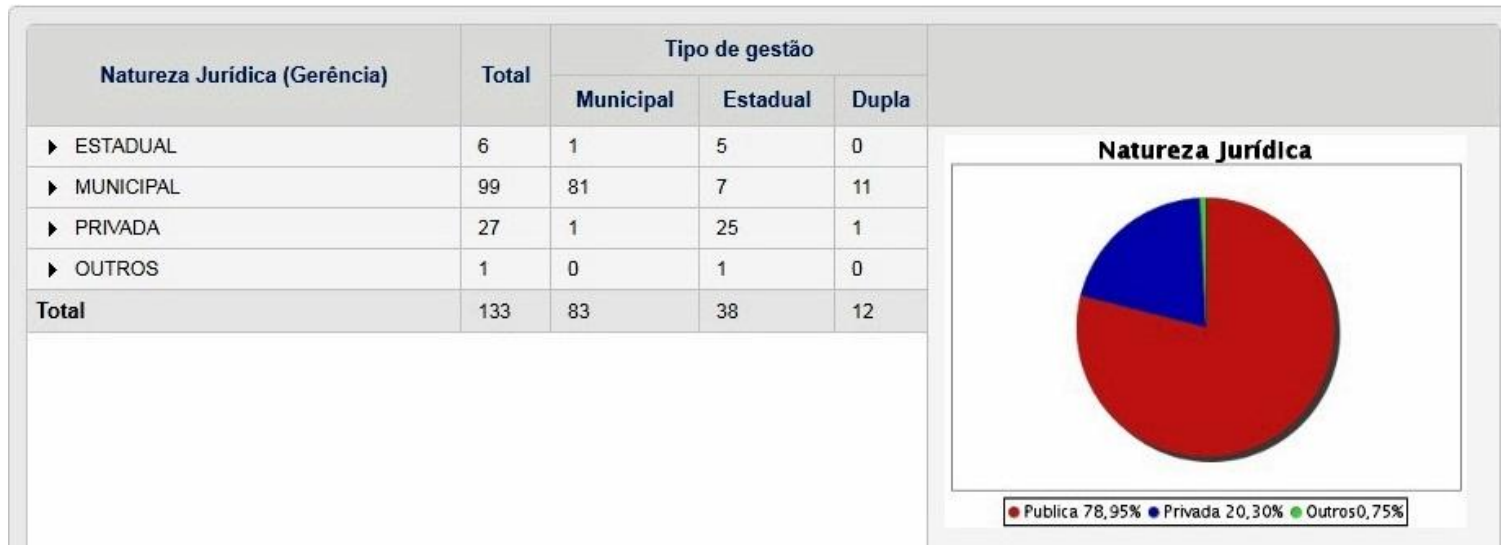 Natureza Jurídica (Gerência) Total Tipo de gestão
Municipal Estadual Dupla
ESTADUAL 6 1 5 0
MUNICIPAL 99 81 7 11
PRIVADA 27 1 25 1
OUTROS 1 0 1 0
Total 133 83 38 12
Natureza Jurídica
Publica 78,95% Privada 20,30% Outros0,75%